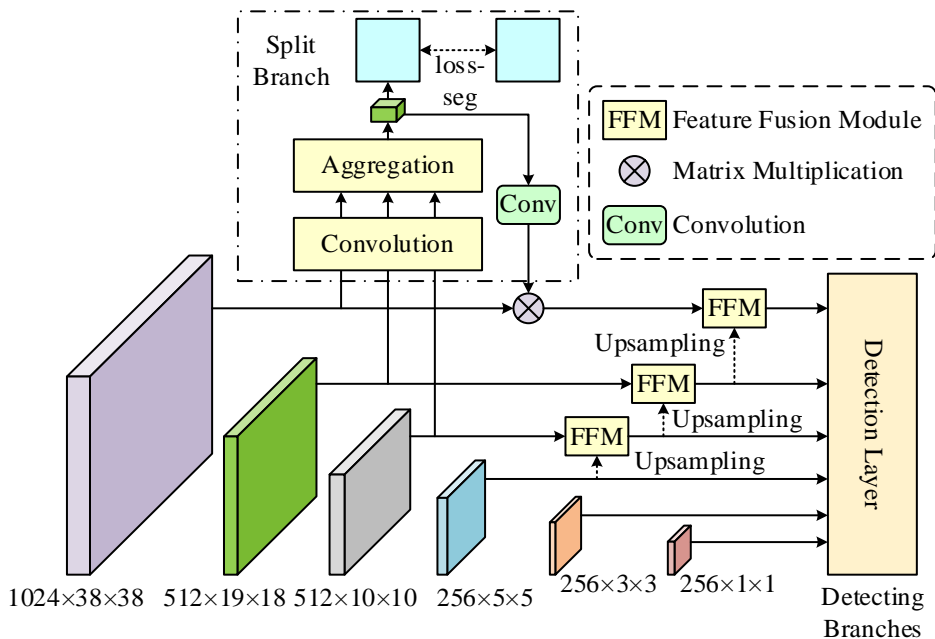 Split
Branch
loss-
seg
Aggregation
Convolution
Conv
FFM Feature Fusion Module
Matrix Multiplication
Conv Convolution
FFM
Upsampling
FFM
Upsampling
FFM
Upsampling
Detection Layer
1024×38×38
512×19×18
512×10×10
256×5×5
256×3×3
256×1×1
Detecting
Branches